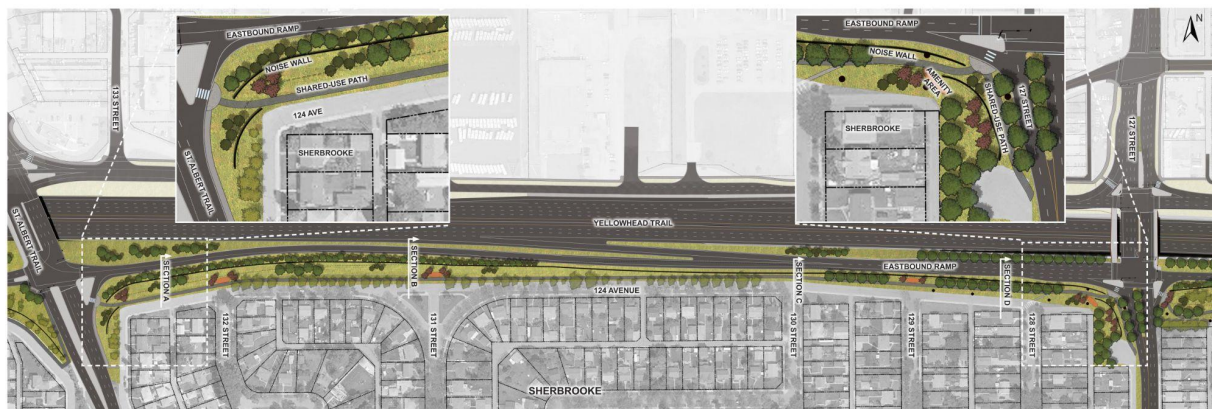 EASTBOUND RAMP
NOISE WALL
SHARED-USE PATH
124 AVE
SHERBROOKE
ST. ALBERT TRAIL
EASTBOUND RAMP
NOISE WALL
AMENITY
AREA
SHARED-USE PATH
127 STREET
SHERBROOKE
N
133 STREET
127 STREET
ST. ALBERT TRAIL
YELLOWHEAD TRAIL
SECTION A
SECTION B
SECTION C
SECTION D
EASTBOUND RAMP
124 AVENUE
132 STREET
131 STREET
130 STREET
129 STREET
128 STREET
SHERBROOKE